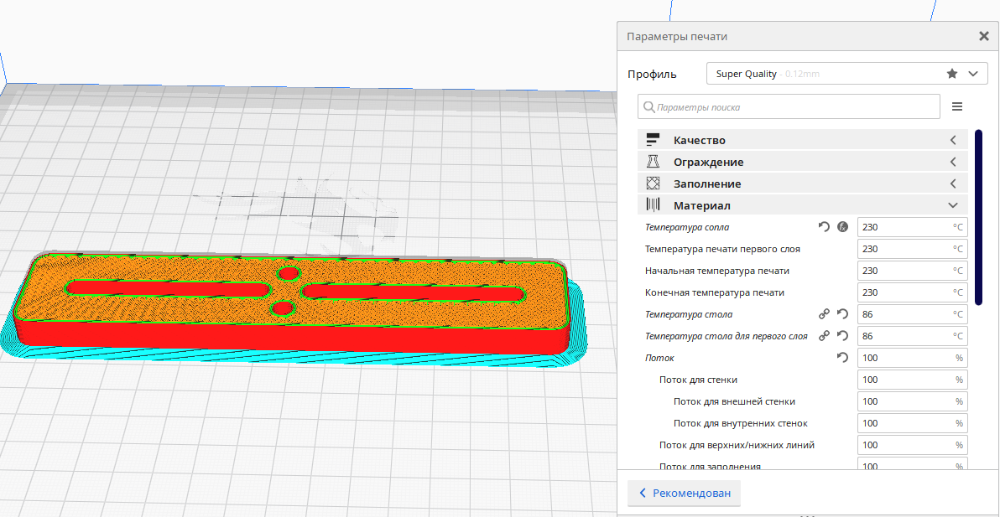 Параметры печати
Профиль
Super Quality - 0.12mm
Параметры поиска
Качество
Ограждение
Заполнение
Материал
Температура сопла 230 °C
Температура печати первого слоя 230 °C
Начальная температура печати 230 °C
Конечная температура печати 230 °C
Температура стола 86 °C
Температура стола для первого слоя 86 °C
Поток 100 %
Поток для стенки 100 %
Поток для внешней стенки 100 %
Поток для внутренних стенок 100 %
Поток для верхних/нижних линий 100 %
Поток для заполнения 100 %
Рекомендован